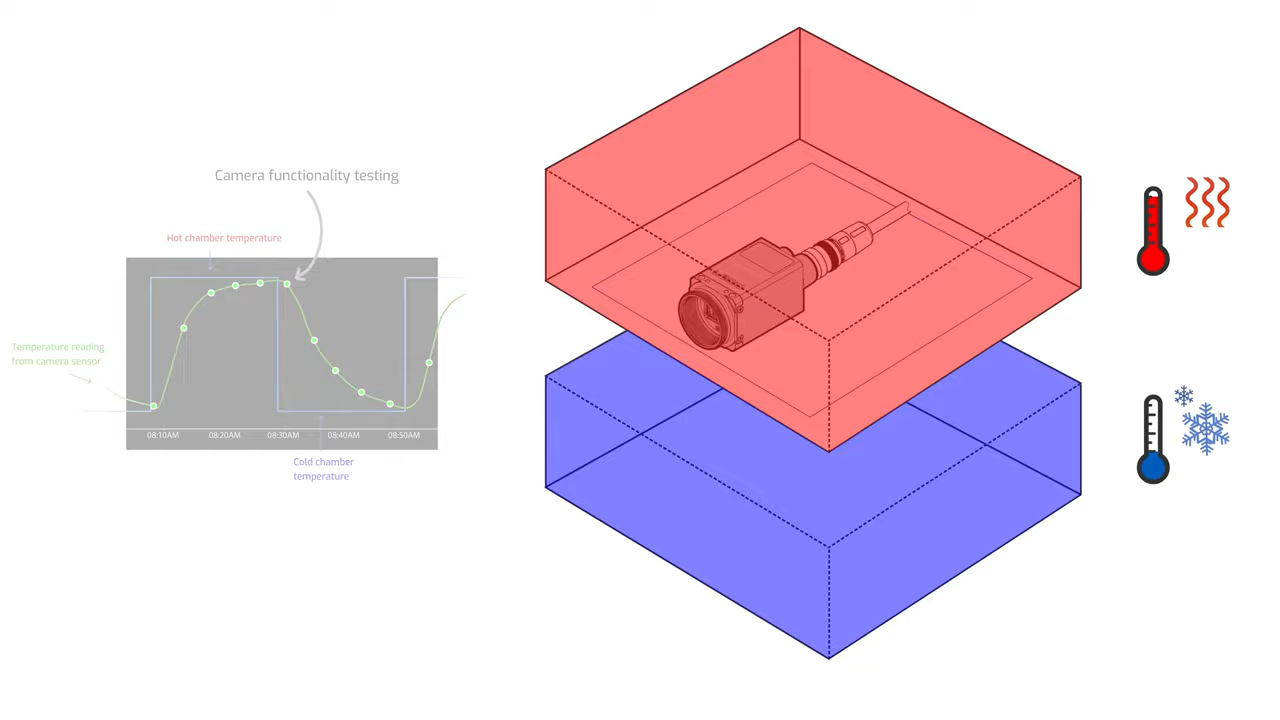 Camera functionality testing
Hot chamber temperature
Temperature reading
from camera sensor
08:10AM 08:20AM 08:30AM 08:40AM 08:50AM
Cold chamber
temperature